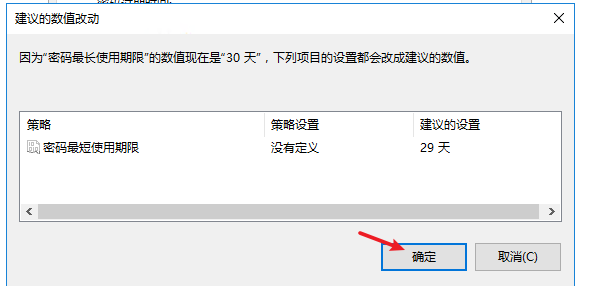 建议的数值改动
因为“密码最长使用期限”的数值现在是“30 天”，下列项目的设置都会改成建议的数值。
策略 策略设置 建议的设置
密码最短使用期限 没有定义 29 天
确定 取消(C)